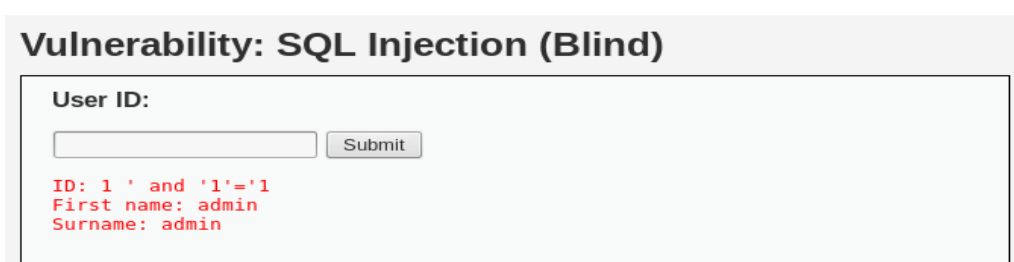 Vulnerability: SQL Injection (Blind)
User ID:
Submit
ID: 1 ' and '1'='1
First name: admin
Surname: admin